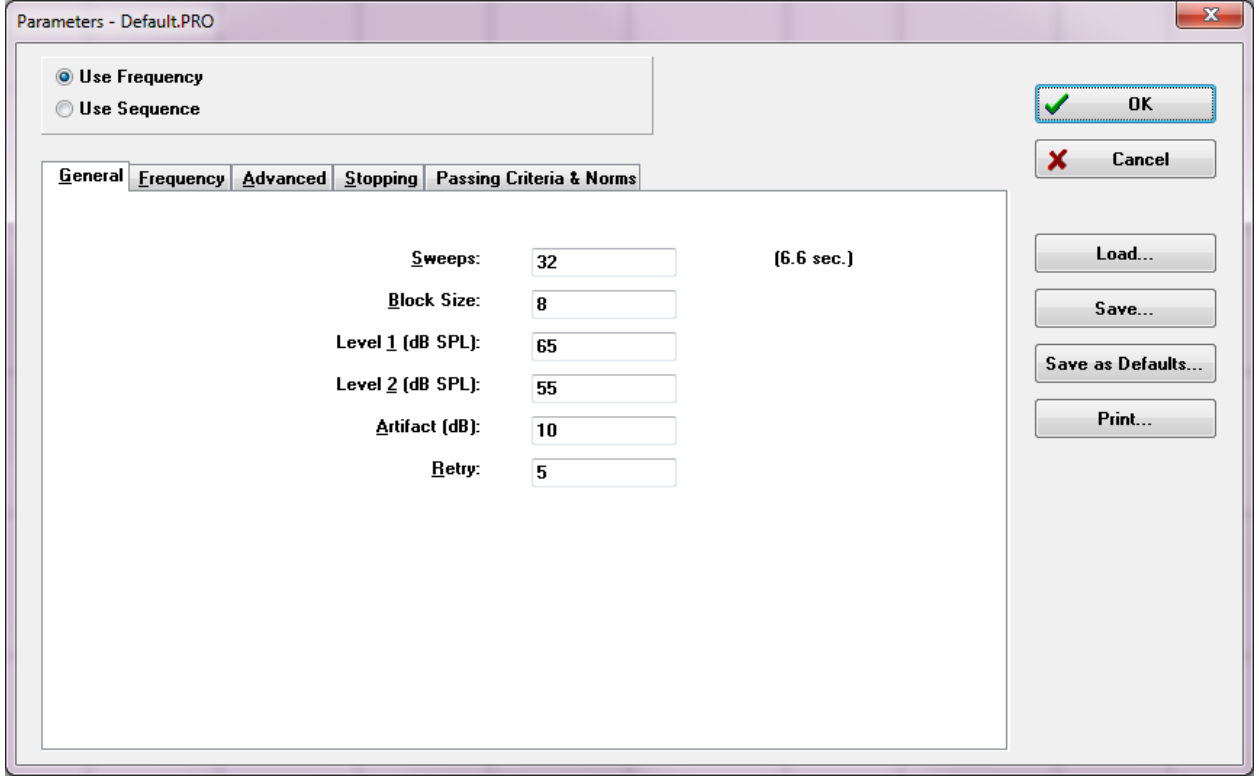 Parameters - Default.PRO
x
Use Frequency
Use Sequence
OK
Cancel
General Frequency Advanced Stopping Passing Criteria & Norms
Sweeps: 32 (6.6 sec.)
Block Size: 8
Level 1 (dB SPL): 65
Level 2 (dB SPL): 55
Artifact (dB): 10
Retry: 5
Load...
Save...
Save as Defaults...
Print...